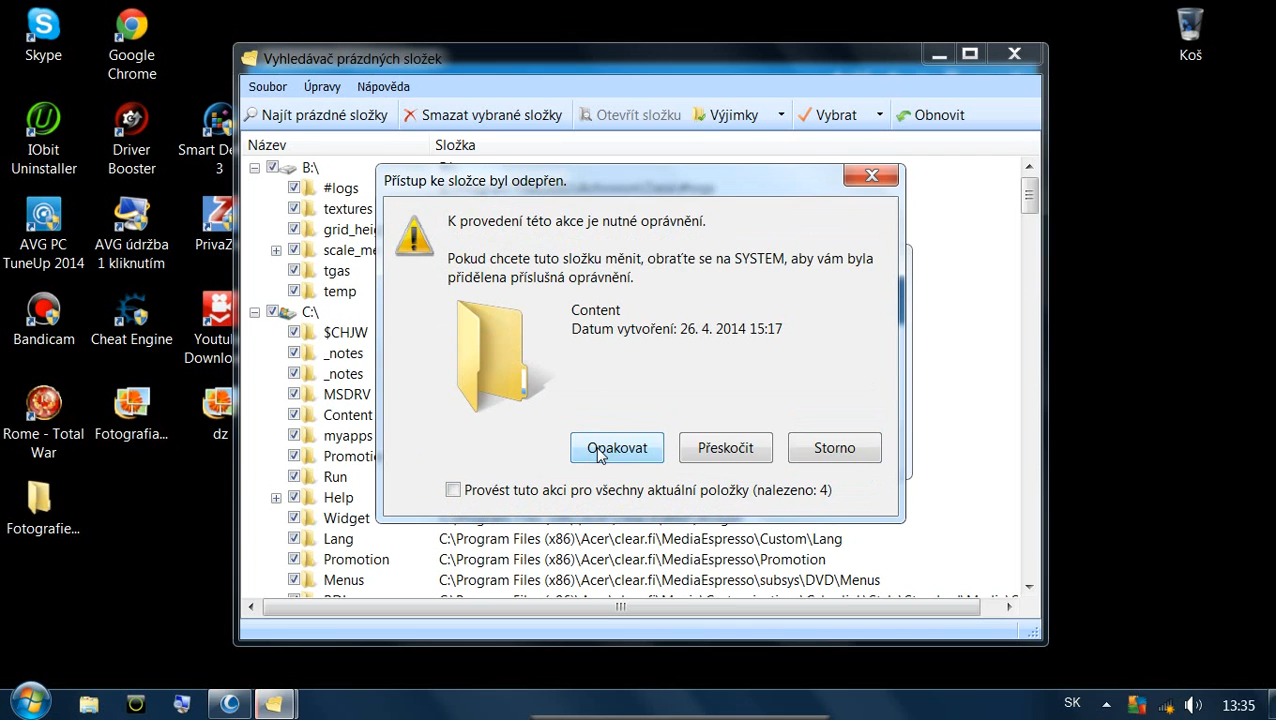 Skype
Google
Chrome
Koš
IObit
Uninstaller
Driver
Booster
Smart De
3
AVG PC
TuneUp 2014
AVG údržba
1 kliknutím
PrivaZ
Bandicam
Cheat Engine
Youtu
Downlo
Rome - Total
War
Fotografia...
dz
Fotografie...
Vyhledávač prázdných složek
Soubor Úpravy Nápověda
Najít prázdné složky Smazat vybrané složky Otevřít složku Výjimky Vybrat Obnovit
Název Složka
B:\
#logs
textures
grid_hei
scale_me
tgas
temp
C:\
$CHJW
_notes
_notes
MSDRV
Content
myapps
Promotio
Run
Help
Widget
Lang C:\Program Files (x86)\Acer\clear.fi\MediaEspresso\Custom\Lang
Promotion C:\Program Files (x86)\Acer\clear.fi\MediaEspresso\Promotion
Menus C:\Program Files (x86)\Acer\clear.fi\MediaEspresso\subsys\DVD\Menus
Přístup ke složce byl odepřen.
K provedení této akce je nutné oprávnění.
Pokud chcete tuto složku měnit, obraťte se na SYSTEM, aby vám byla
přidělena příslušná oprávnění.
Content
Datum vytvoření: 26. 4. 2014 15:17
Opakovat Přeskočit Storno
Provést tuto akci pro všechny aktuální položky (nalezeno: 4)
SK 13:35